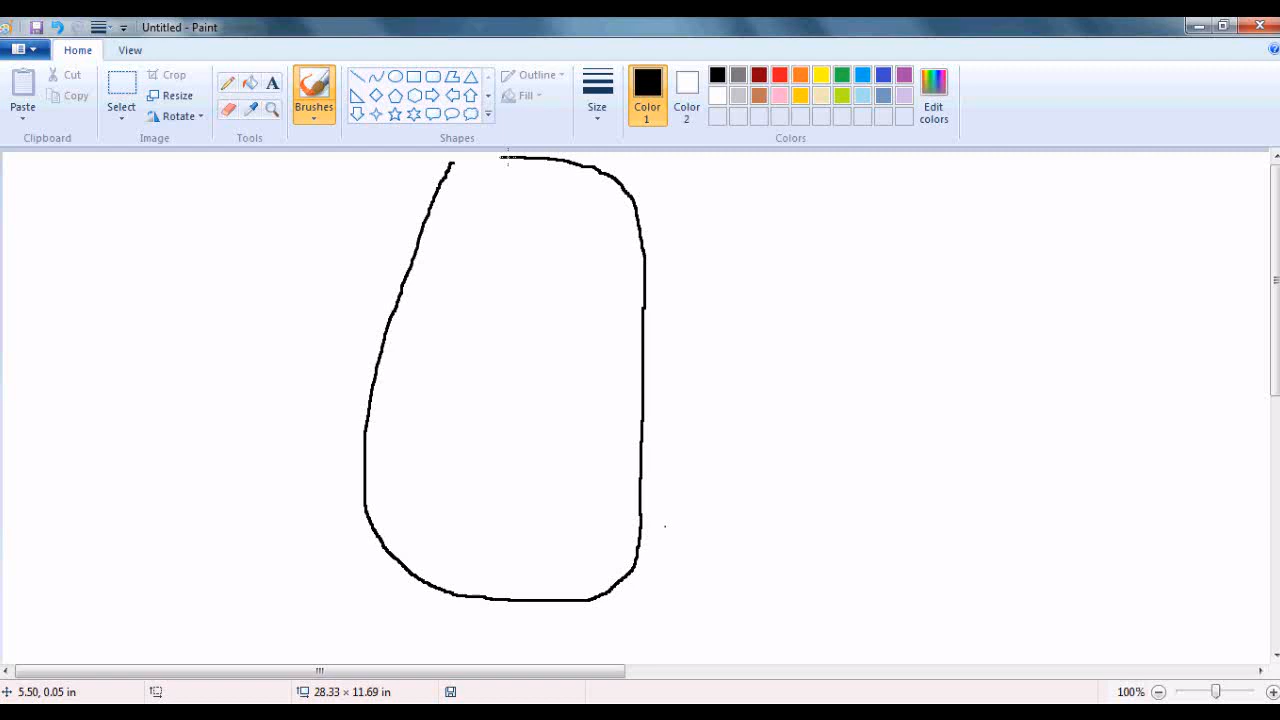 Untitled - Paint
Home View
Paste
Cut
Copy
Clipboard
Select
Crop
Resize
Rotate
Image
A
Tools
Brushes
Outline
Fill
Shapes
Size
Color 1
Color 2
Edit colors
Colors
5.50, 0.05 in
28.33 × 11.69 in
100%